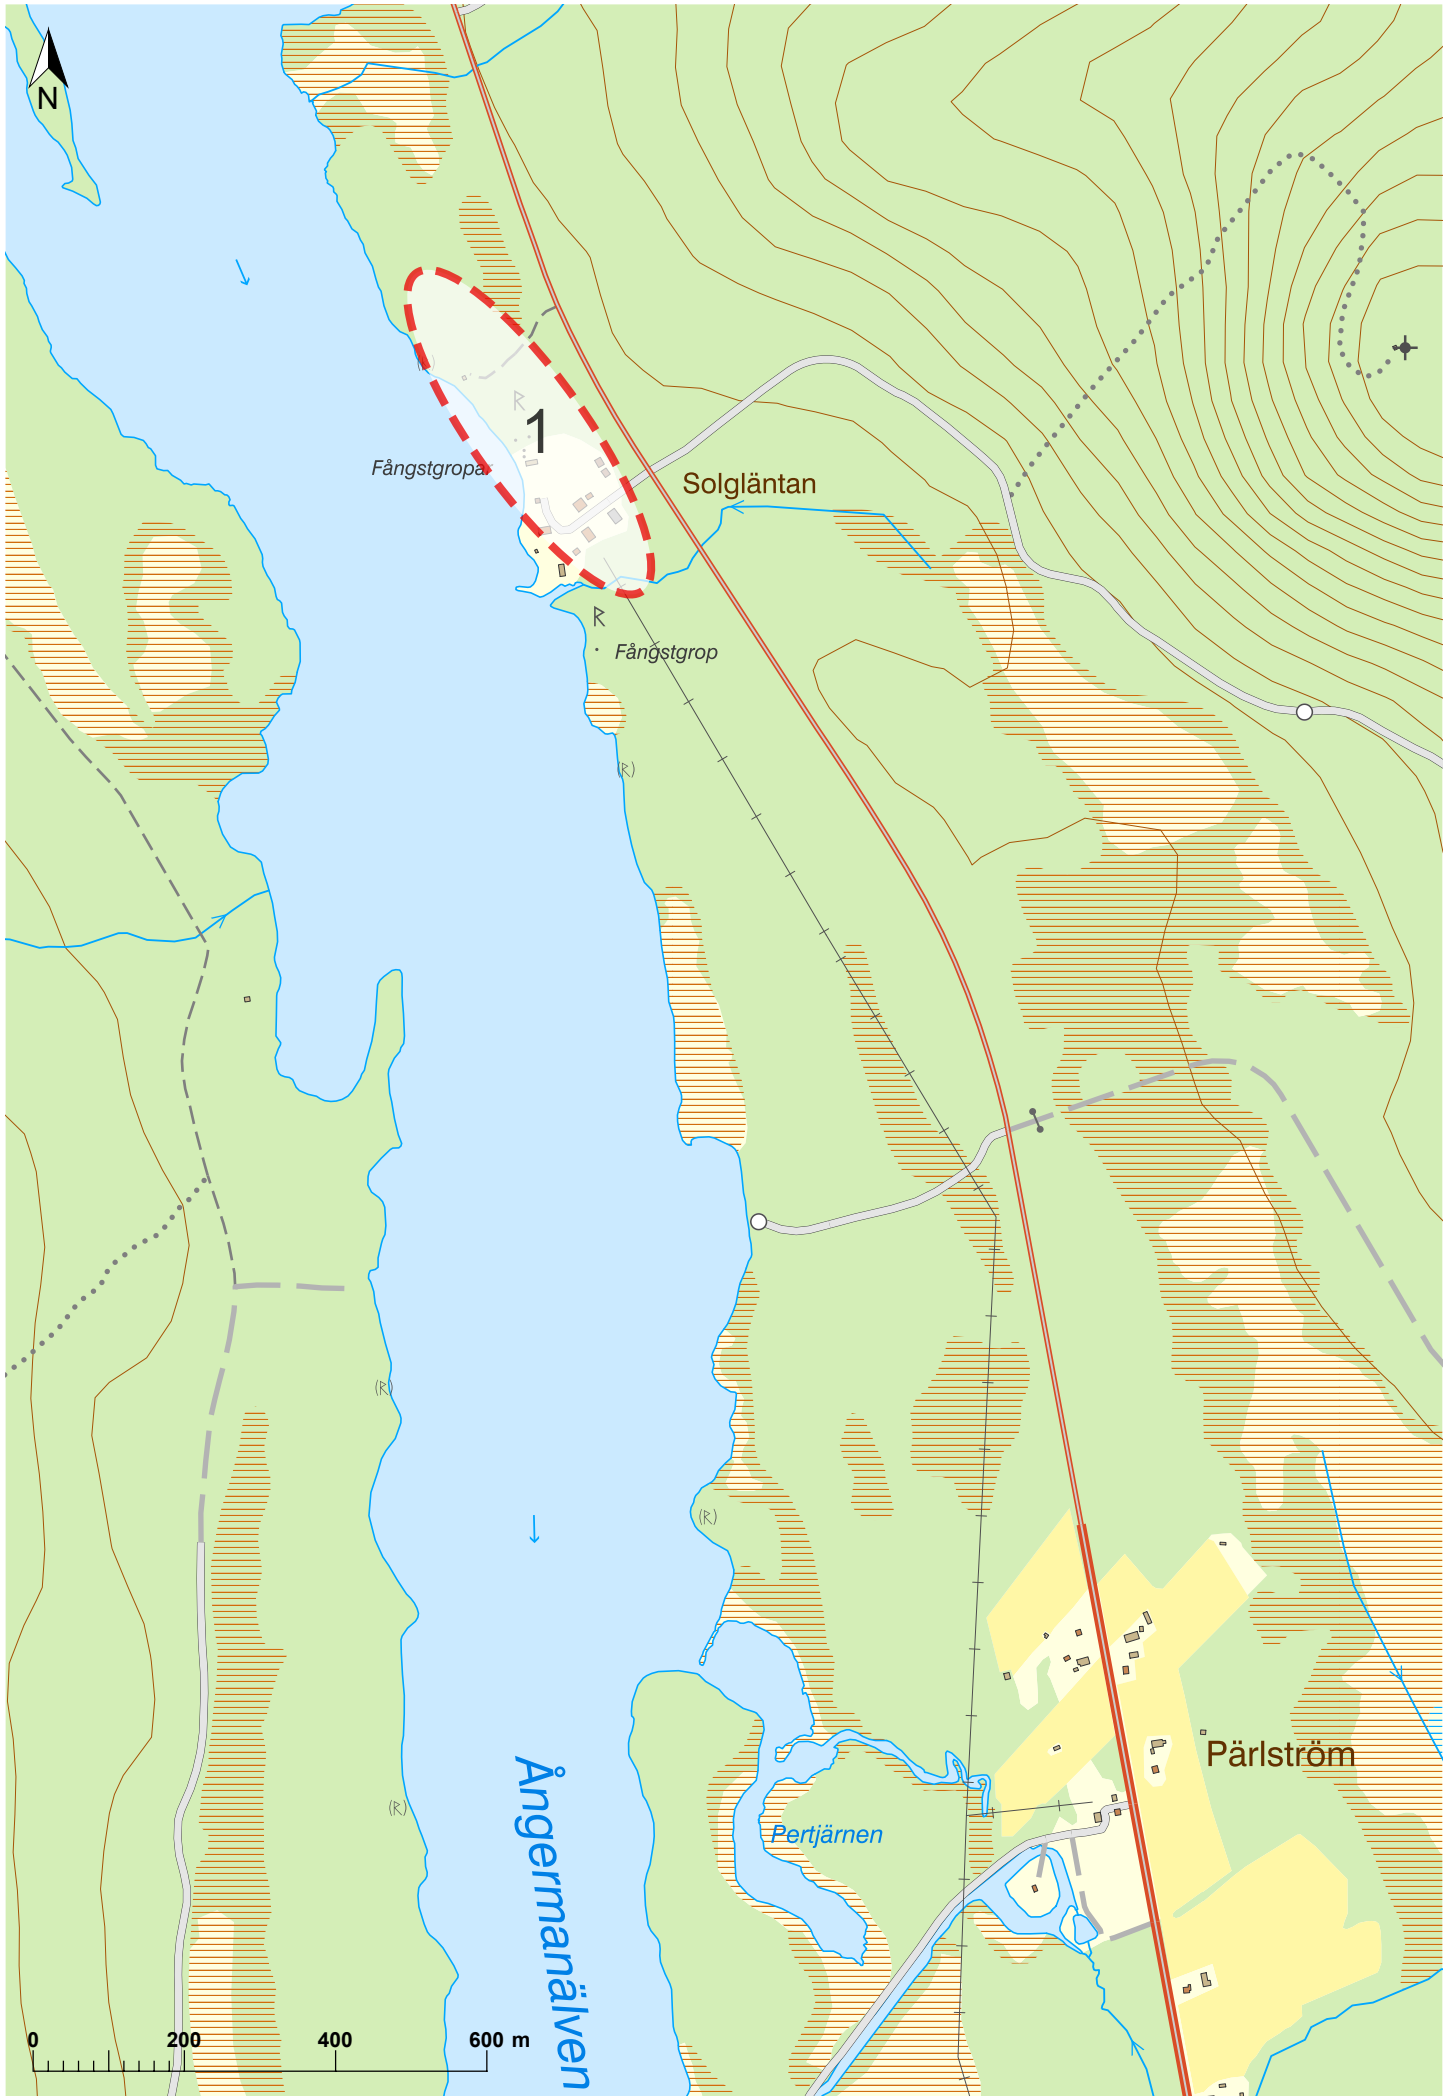 N
1
Fångstgropar
Solgläntan
R
Fångstgrop
(R)
(R)
(R)
Pärlström
(R)
Pertjärnen
Ångermanälven
0 200 400 600 m